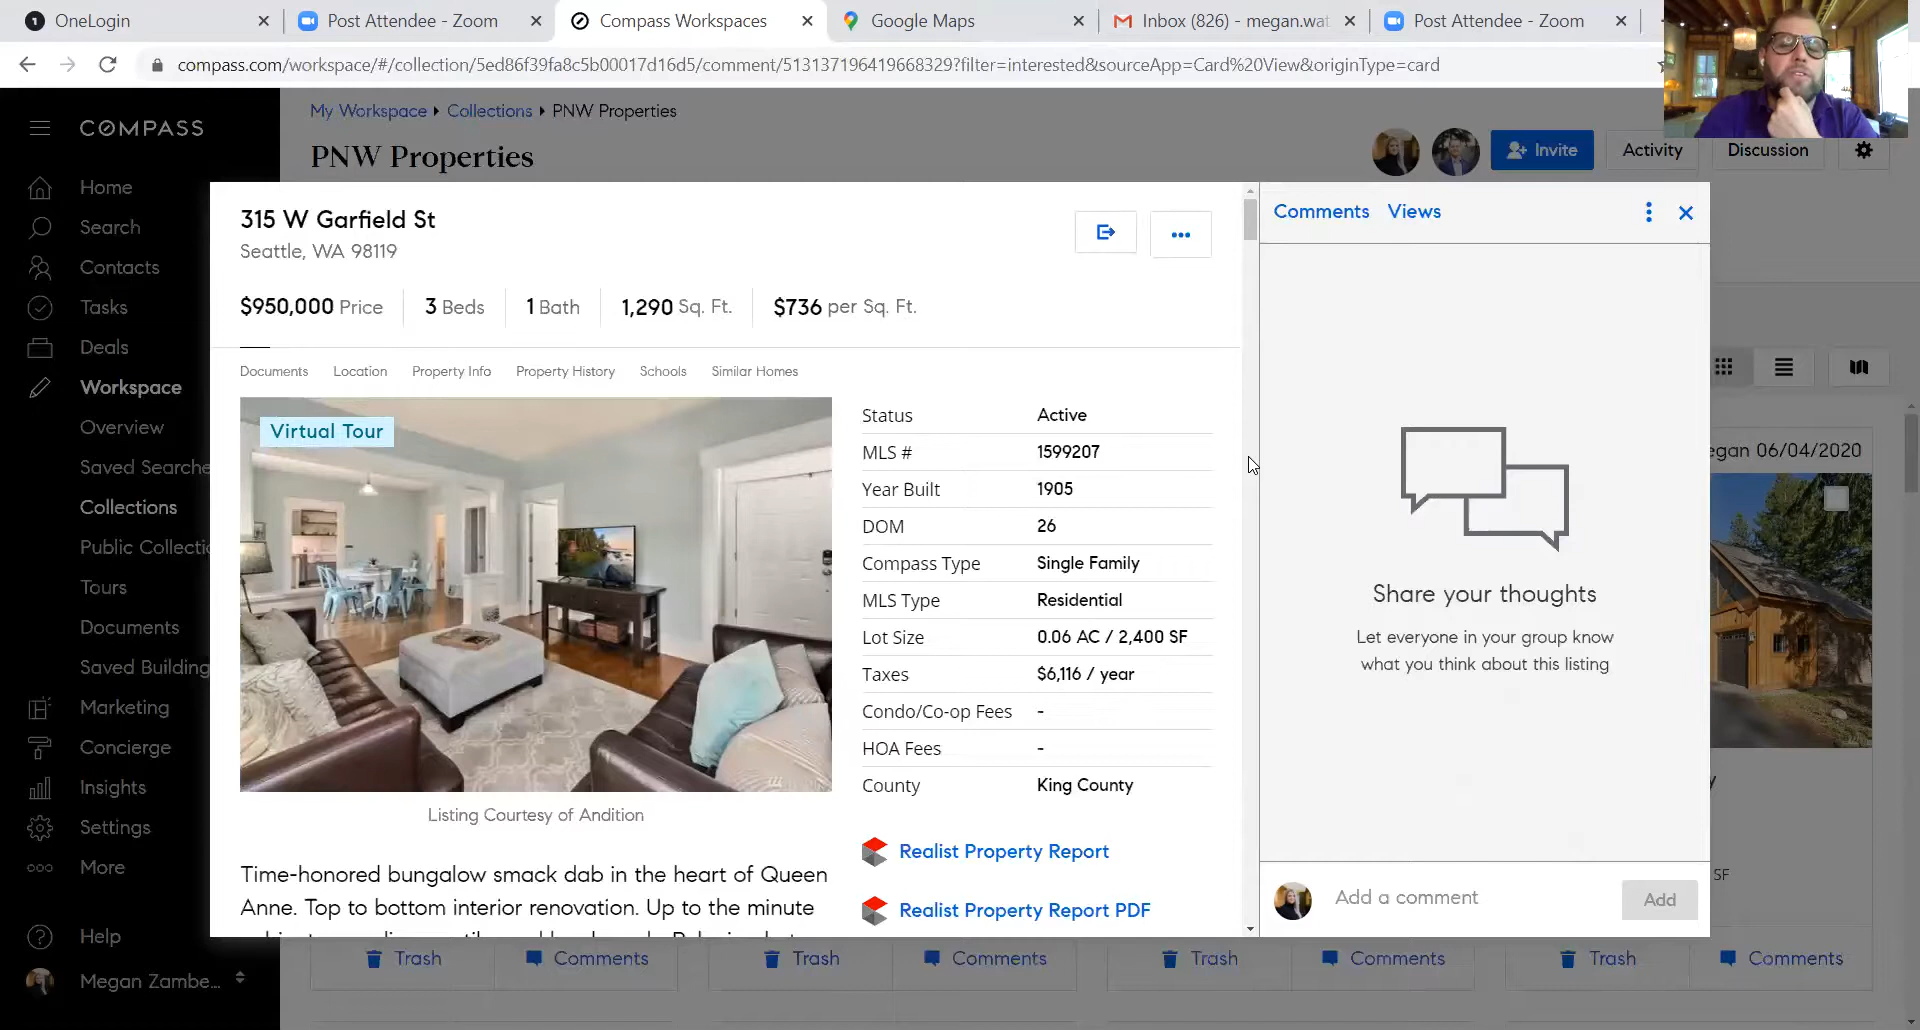 OneLogin
Post Attendee - Zoom
Compass Workspaces
Google Maps
Inbox (826) - megan.wat
Post Attendee - Zoom
compass.com/workspace/#/collection/5ed86f39fa8c5b00017d16d5/comment/513137196419668329?filter=interested&sourceApp=Card%20View&originType=card
COMPASS
Home
Search
Contacts
Tasks
Deals
Workspace
Overview
Saved Searche
Collections
Public Collectic
Tours
Documents
Saved Building
Marketing
Concierge
Insights
Settings
More
Help
Megan Zambe...
My Workspace
Collections
PNW Properties
PNW Properties
Invite
Activity
Discussion
315 W Garfield St
Seattle, WA 98119
$950,000 Price
3 Beds
1 Bath
1,290 Sq. Ft.
$736 per Sq. Ft.
Documents
Location
Property Info
Property History
Schools
Similar Homes
Virtual Tour
Listing Courtesy of Andition
Time-honored bungalow smack dab in the heart of Queen
Anne. Top to bottom interior renovation. Up to the minute
Status Active
MLS # 1599207
Year Built 1905
DOM 26
Compass Type Single Family
MLS Type Residential
Lot Size 0.06 AC / 2,400 SF
Taxes $6,116 / year
Condo/Co-op Fees -
HOA Fees -
County King County
Realist Property Report
Realist Property Report PDF
Comments
Views
Share your thoughts
Let everyone in your group know
what you think about this listing
Add a comment
Add
egan 06/04/2020
y
SF
Trash
Comments
Trash
Comments
Trash
Comments
Trash
Comments